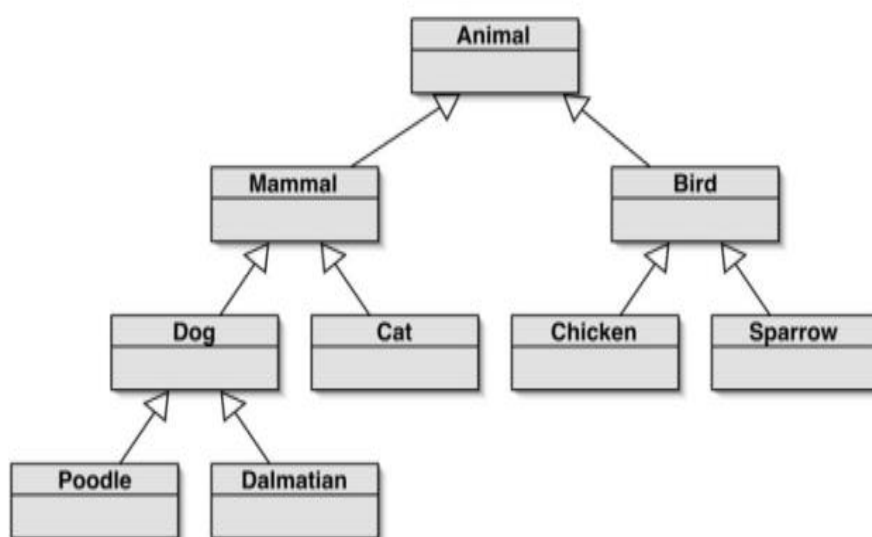 Animal
Mammal
Bird
Dog
Cat
Chicken
Sparrow
Poodle
Dalmatian